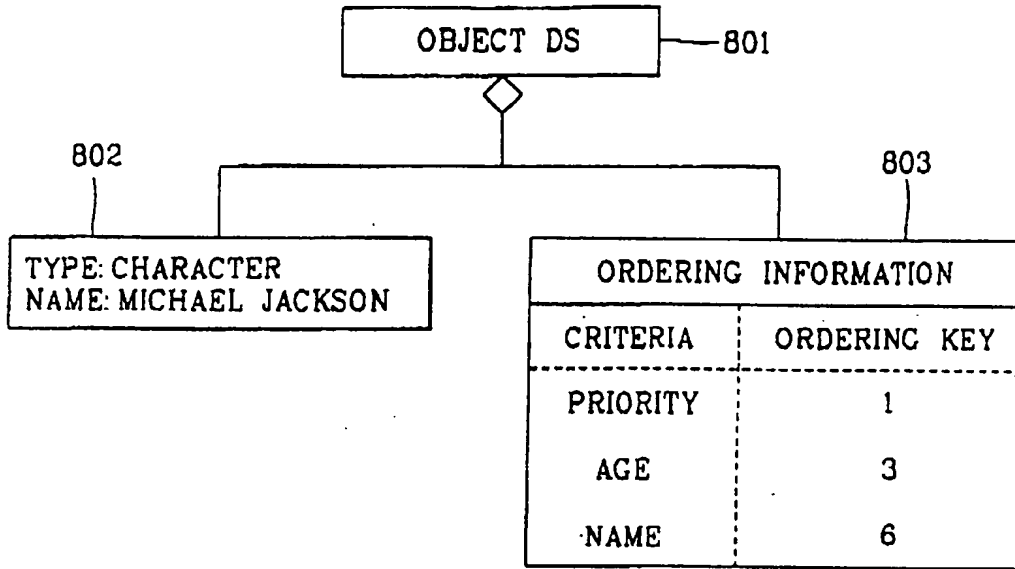 OBJECT DS
801
802
803
TYPE: CHARACTER
NAME: MICHAEL JACKSON
ORDERING INFORMATION
CRITERIA ORDERING KEY
PRIORITY 1
AGE 3
NAME 6